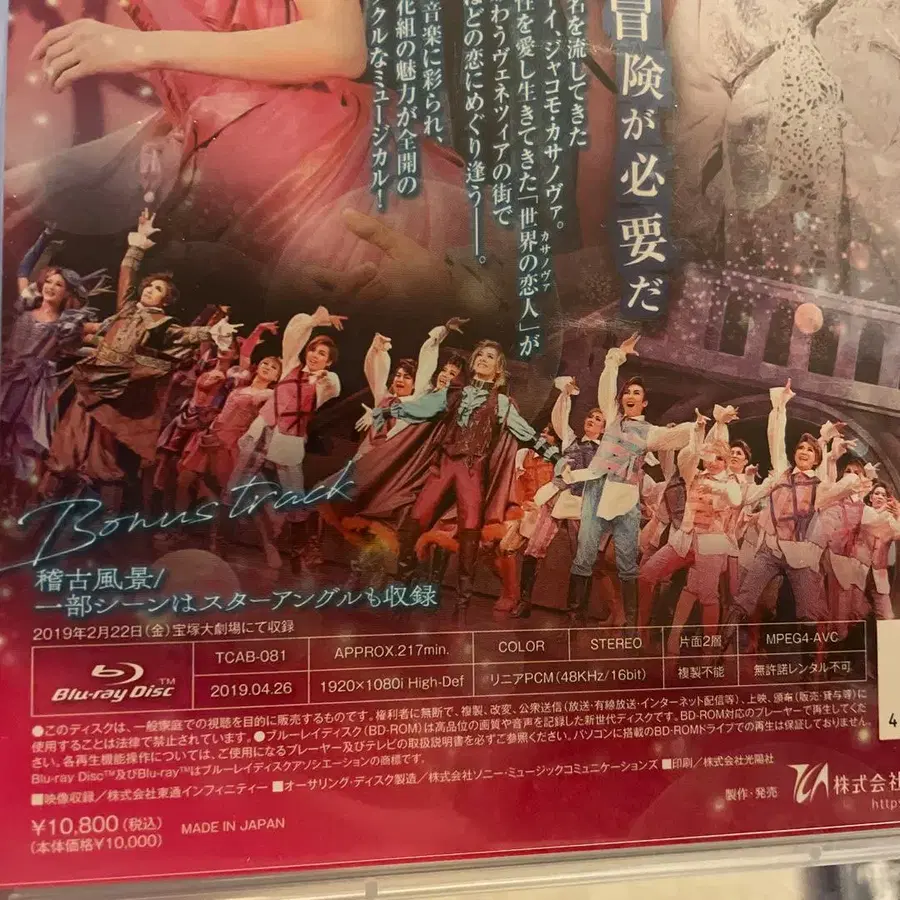 冒険が必要だ
名を流してきた
イ、ジャコモ・カサノヴァ。
性を愛し生きてきた「世界の恋人」が
カサノヴァ
わうヴェネツィアの街で
ほどの恋にめぐり逢う——。
音楽に彩られ、
花組の魅力が全開の
クルなミュージカル!
Bonus track
稽古風景/
一部シーンはスターアングルも収録
2019年2月22日(金)宝塚大劇場にて収録
Blu-ray Disc™
TCAB-081
APPROX.217min.
COLOR
STEREO
片面2層
MPEG4-AVC
2019.04.26
1920×1080i High-Def
リニアPCM(48KHz/16bit)
複製不能
無許諾レンタル不可
●このディスクは、一般家庭での視聴を目的に販売するものです。権利者に無断で、複製、改変、公衆送信(放送・有線放送・インターネット配信等)、上映、頒布(販売・貸与等)に
使用することは法律で禁止されています。●ブルーレイディスク(BD-ROM)は高品位の画質や音声を記録した新世代ディスクです。BD-ROM対応のプレーヤーで再生してくだ
さい。各再生機能操作については、ご使用になるプレーヤー及びテレビの取扱説明書を必ずご参照ください。パソコンに搭載のBD-ROMドライブでの再生は保証しておりません。
Blu-ray Disc™及びBlu-ray™はブルーレイディスクアソシエーションの商標です。
■映像収録/株式会社東通インフィニティー ■オーサリング・ディスク製造/株式会社ソニー・ミュージックコミュニケーションズ ■印刷/株式会社光陽社
製作・発売
TCA
株式会社
http
¥10,800(税込)
(本体価格¥10,000)
MADE IN JAPAN
4